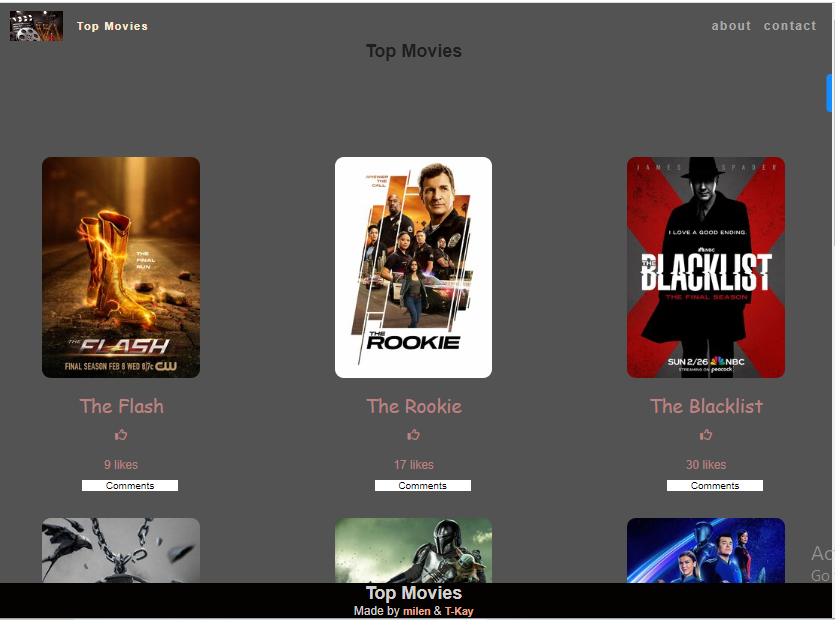 Top Movies
about contact
Top Movies
THE
FINAL
RUN
THE FLASH
FINAL SEASON FEB 8 WED 8/7c CW
ANSWER
THE
CALL.
THE
ROOKIE
JAMES SPADER
I LOVE A GOOD ENDING.
NBC
THE
BLACKLIST
THE FINAL SEASON
SUN 2/26 NBC
STREAMING ON peacock
The Flash
The Rookie
The Blacklist
9 likes
17 likes
30 likes
Comments
Comments
Comments
Ac
Go
Top Movies
Made by milen & T-Kay